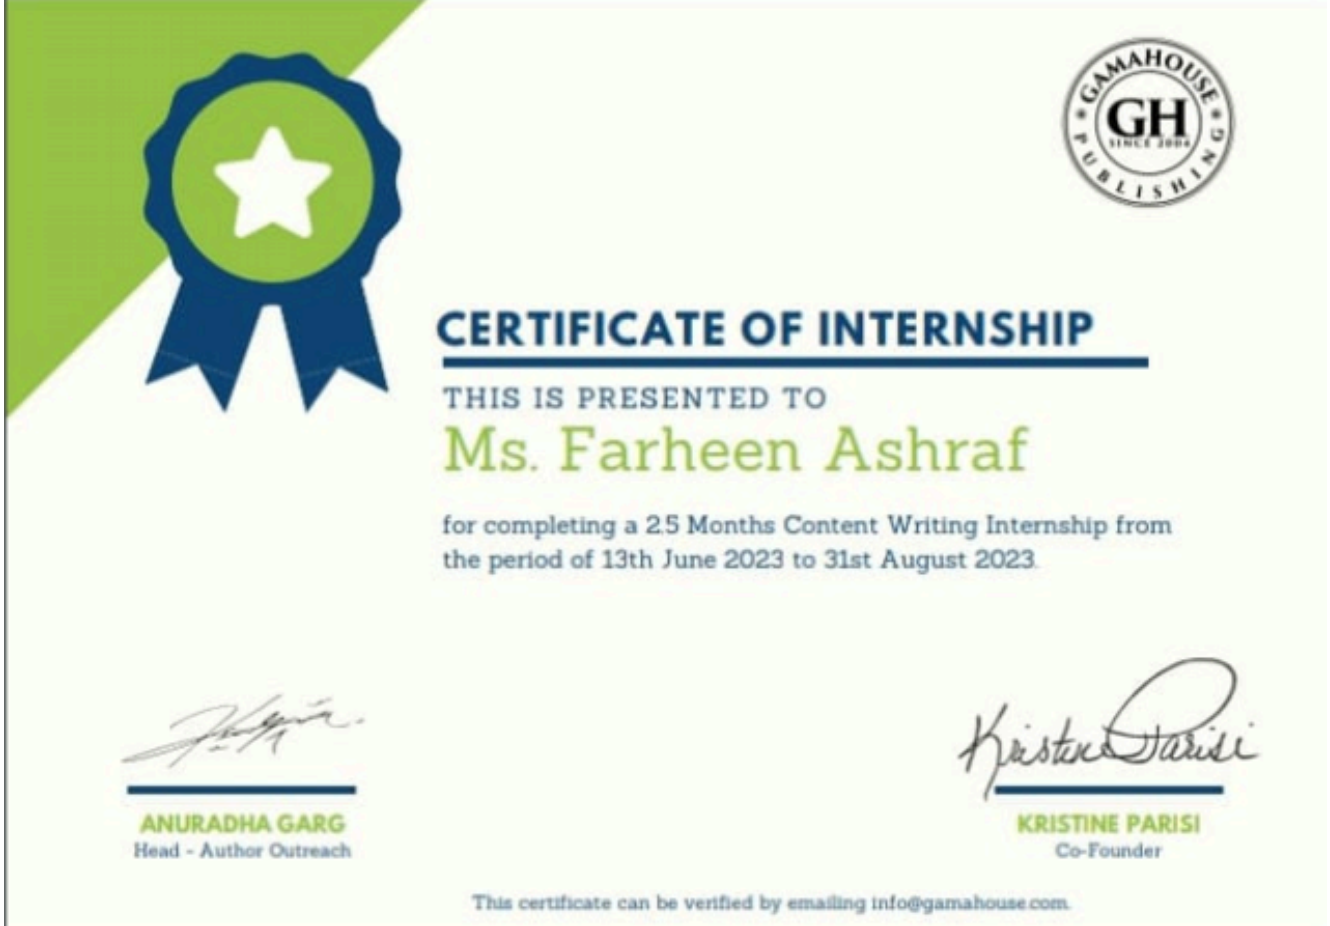 GAMAHOUSE
GH
SINCE 2004
PUBLISHING
CERTIFICATE OF INTERNSHIP
THIS IS PRESENTED TO
Ms. Farheen Ashraf
for completing a 2.5 Months Content Writing Internship from
the period of 13th June 2023 to 31st August 2023.
Kristine Parisi
ANURADHA GARG
KRISTINE PARISI
Head - Author Outreach
Co-Founder
This certificate can be verified by emailing info@gamahouse.com.